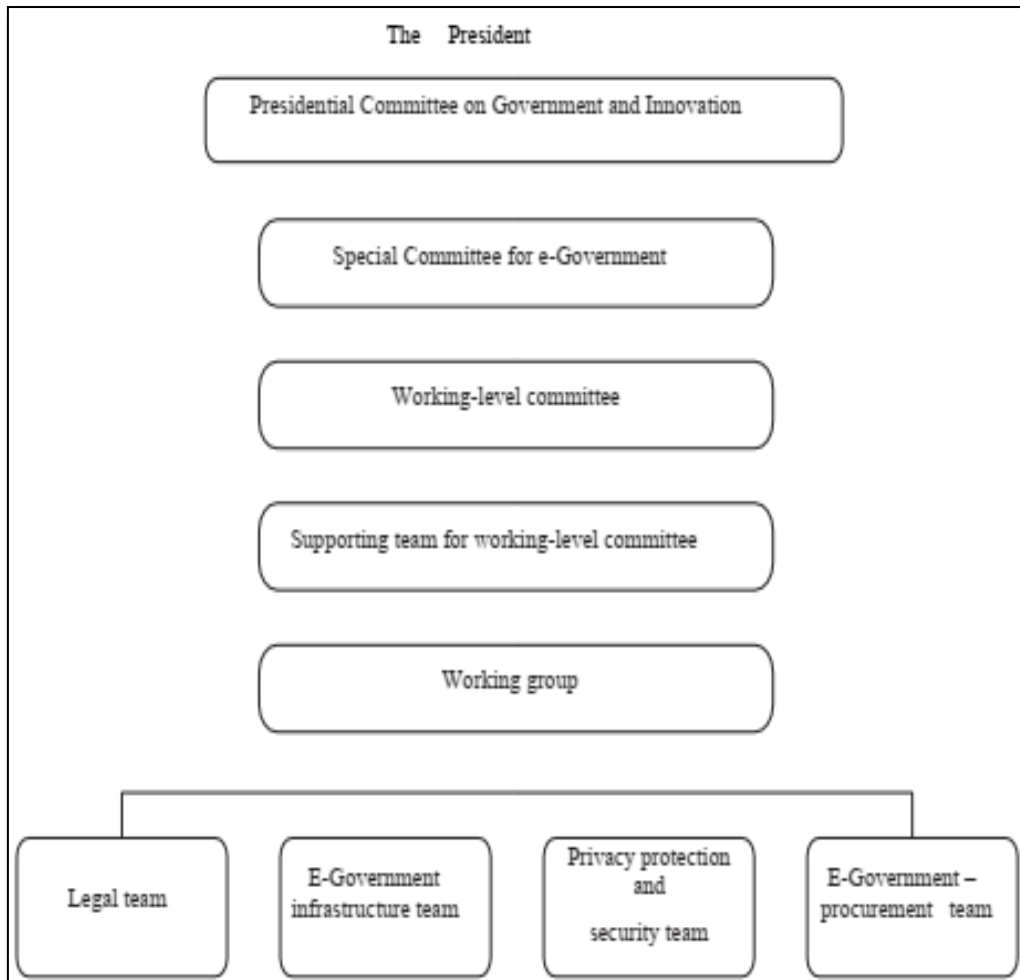 The President
Presidential Committee on Government and Innovation
Special Committee for e-Government
Working-level committee
Supporting team for working-level committee
Working group
Legal team
E-Government
infrastructure team
Privacy protection
and
security team
E-Government –
procurement team